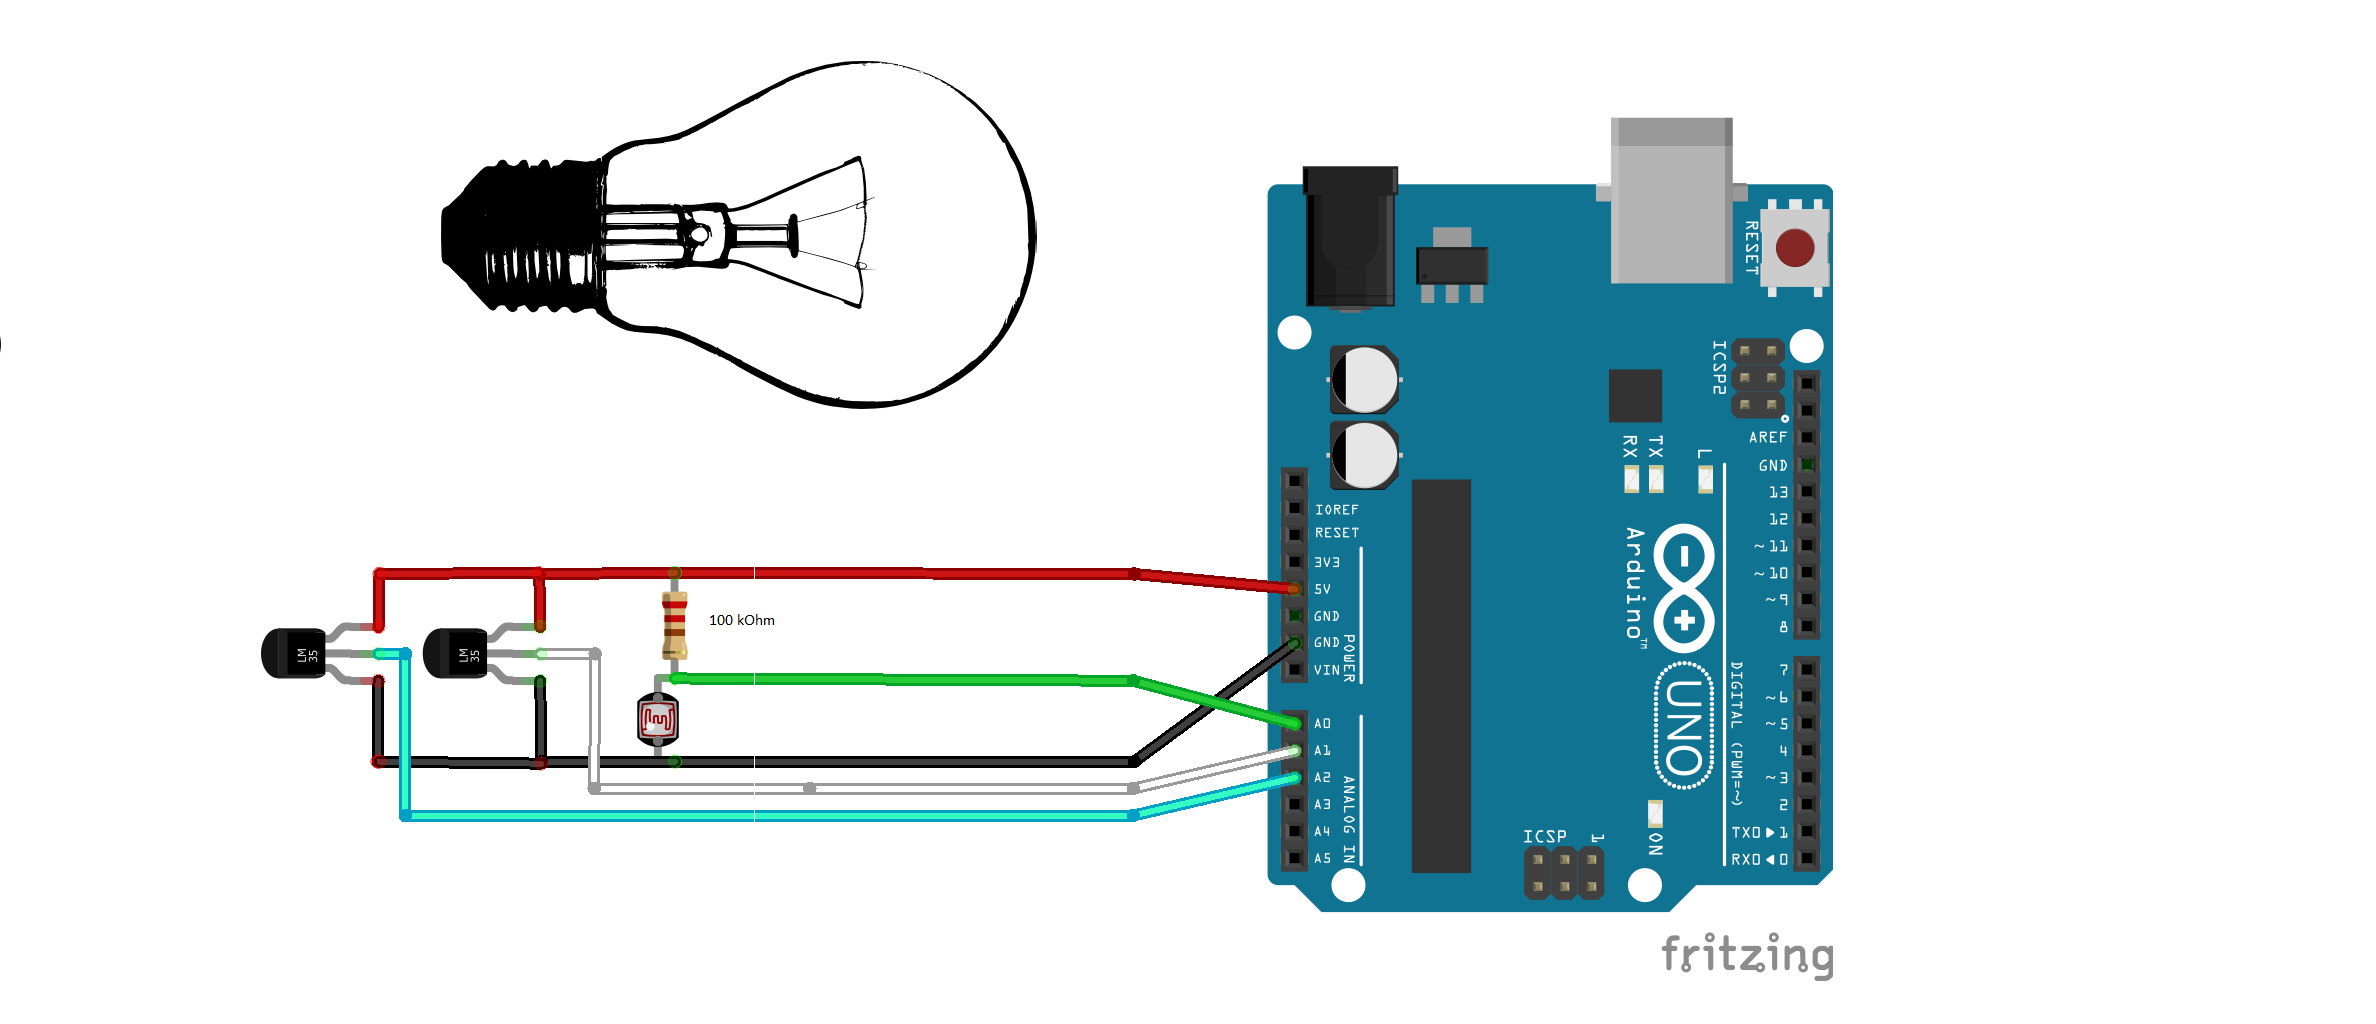 RESET
ICSP2
AREF
GND
13
12
~11
~10
~9
8
7
~6
~5
4
~3
2
TX0▶1
RX0◀0
DIGITAL (PWM=~)
RX
TX
L
Arduino™
UNO
ON
ICSP
1
IOREF
RESET
3V3
5V
GND
GND
VIN
POWER
A0
A1
A2
A3
A4
A5
ANALOG IN
100 kOhm
LM
35
LM
35
fritzing